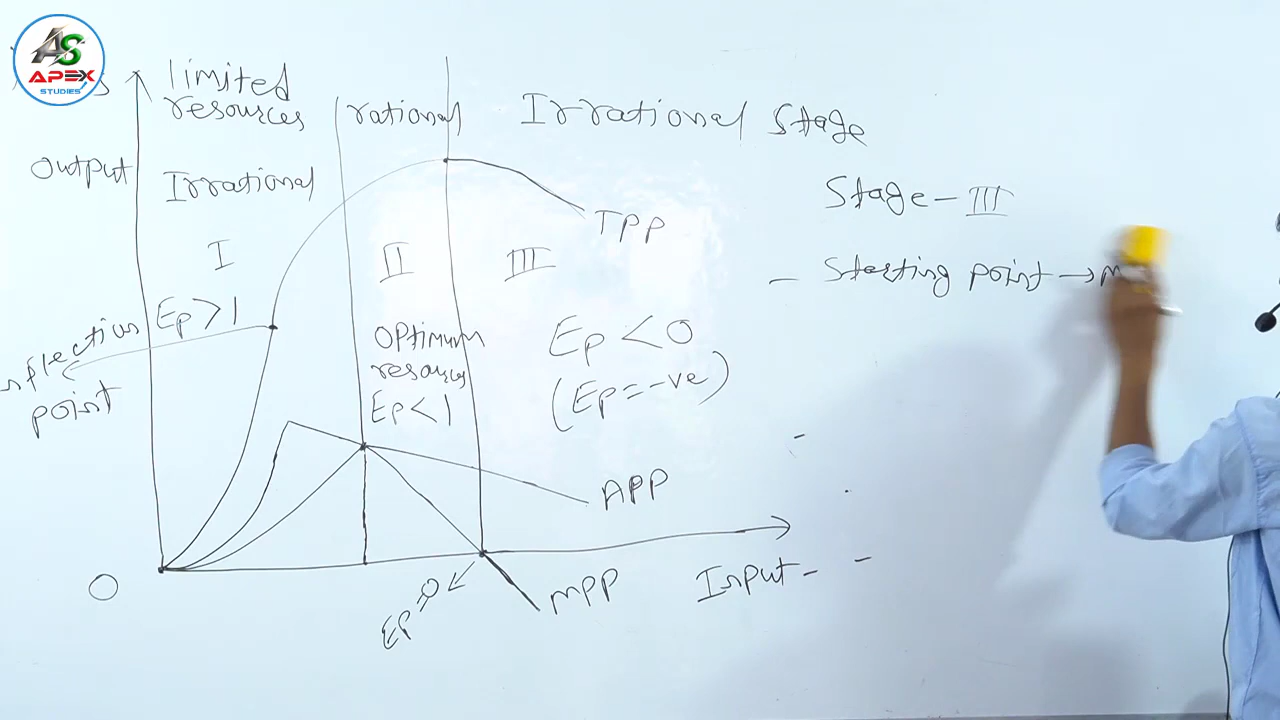 AS
APEX
STUDIES
limited
resources
rational
Irrational Stage
Output
Irrational
Stage - III
TPP
I
II
III
- Starting point → M
Ep > 1
inflection
point
Optimum
resources
Ep < 1
Ep < 0
(Ep = -ve)
-
APP
O
Ep = 0
MPP
Input -
-